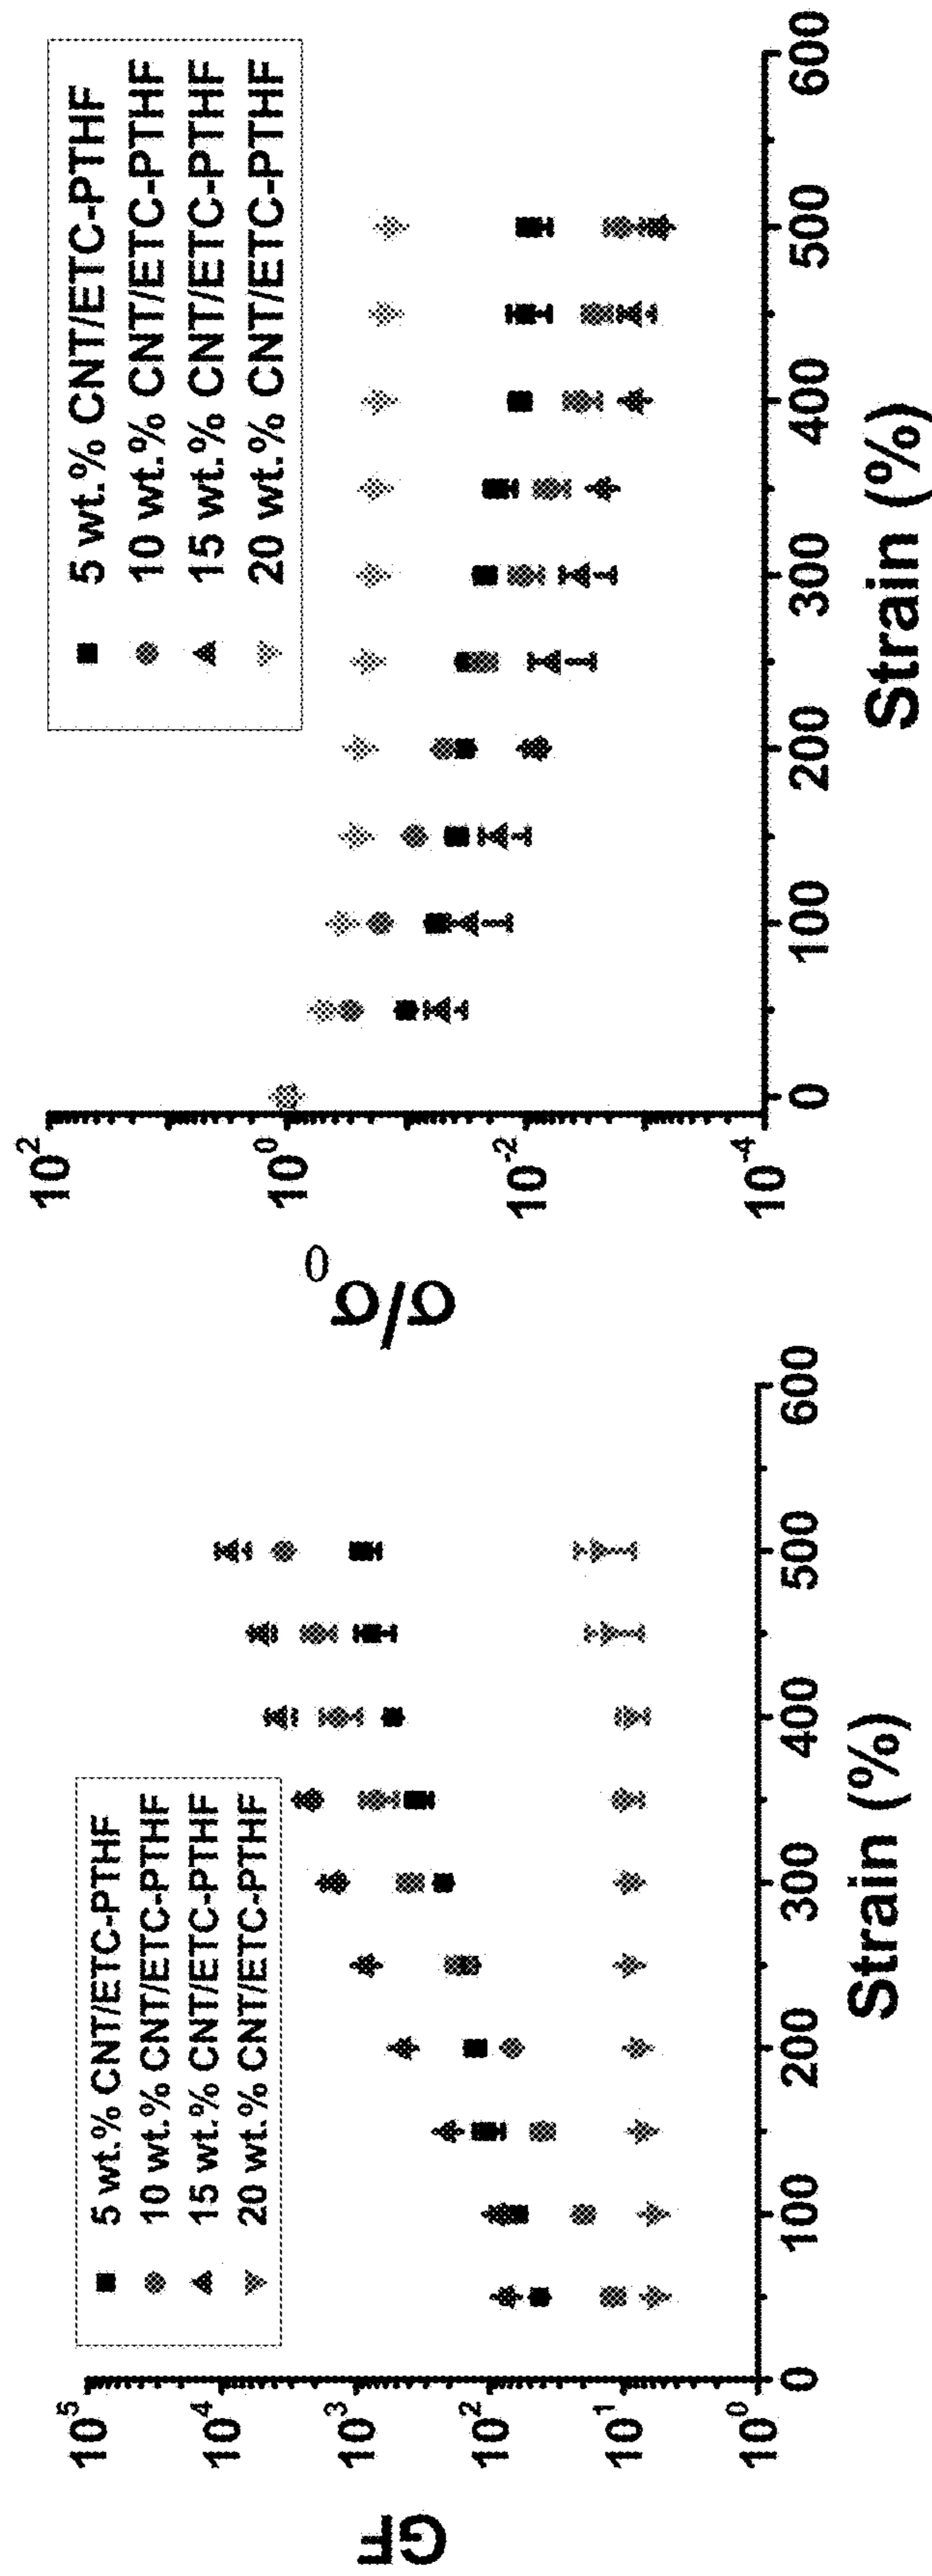 GF
10^5
10^4
10^3
10^2
10^1
10^0
5 wt.% CNT/ETC-PTHF
10 wt.% CNT/ETC-PTHF
15 wt.% CNT/ETC-PTHF
20 wt.% CNT/ETC-PTHF
0 100 200 300 400 500 600
Strain (%)
σ/σ₀
10^2
10^0
10^-2
10^-4
5 wt.% CNT/ETC-PTHF
10 wt.% CNT/ETC-PTHF
15 wt.% CNT/ETC-PTHF
20 wt.% CNT/ETC-PTHF
0 100 200 300 400 500 600
Strain (%)